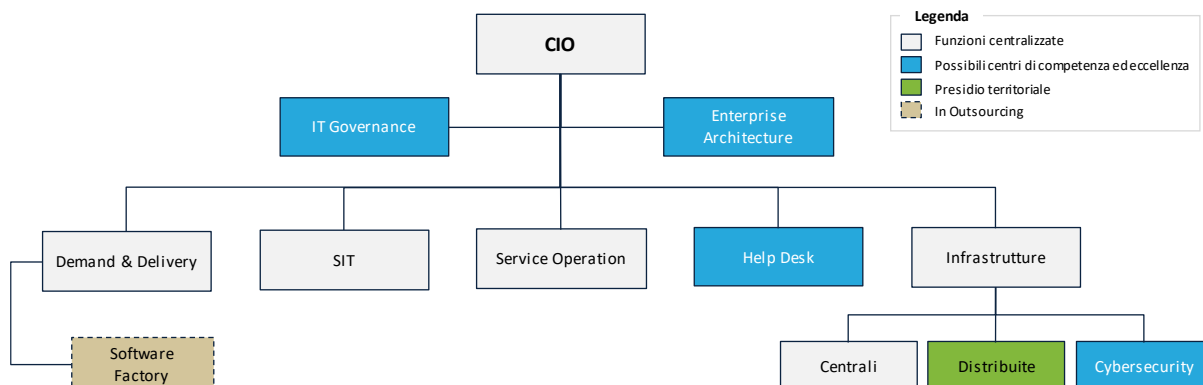 CIO
Legenda
Funzioni centralizzate
Possibili centri di competenza ed eccellenza
Presidio territoriale
In Outsourcing
IT Governance
Enterprise
Architecture
Demand & Delivery
SIT
Service Operation
Help Desk
Infrastrutture
Software
Factory
Centrali
Distribuite
Cybersecurity